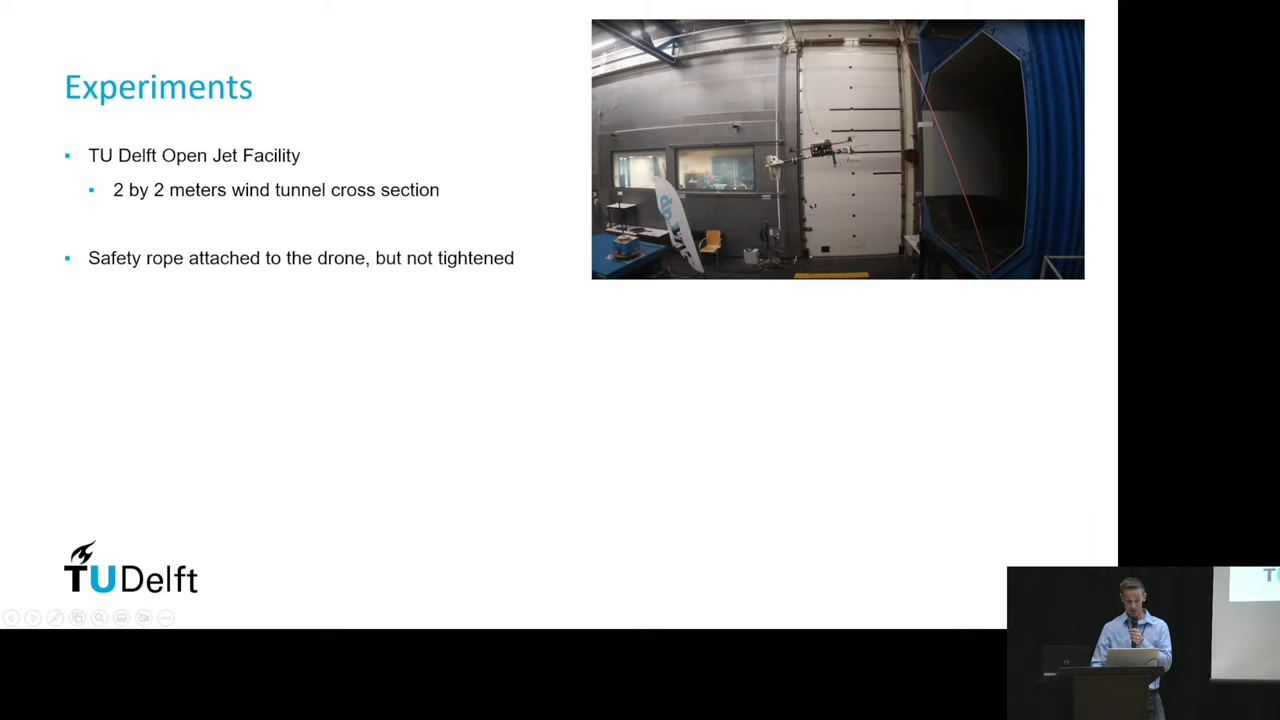 Experiments
TU Delft Open Jet Facility
2 by 2 meters wind tunnel cross section
Safety rope attached to the drone, but not tightened
TUDelft
TU